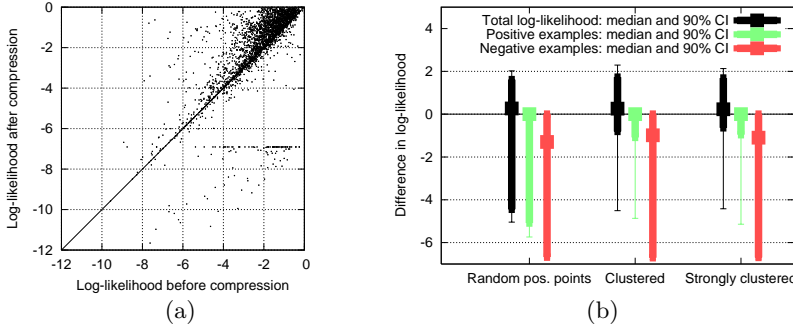 0
-2
-4
-6
-8
-10
-12
-12 -10 -8 -6 -4 -2 0
Log-likelihood after compression
Log-likelihood before compression
(a)
4
2
0
-2
-4
-6
Difference in log-likelihood
Total log-likelihood: median and 90% CI
Positive examples: median and 90% CI
Negative examples: median and 90% CI
Random pos. points Clustered Strongly clustered
(b)